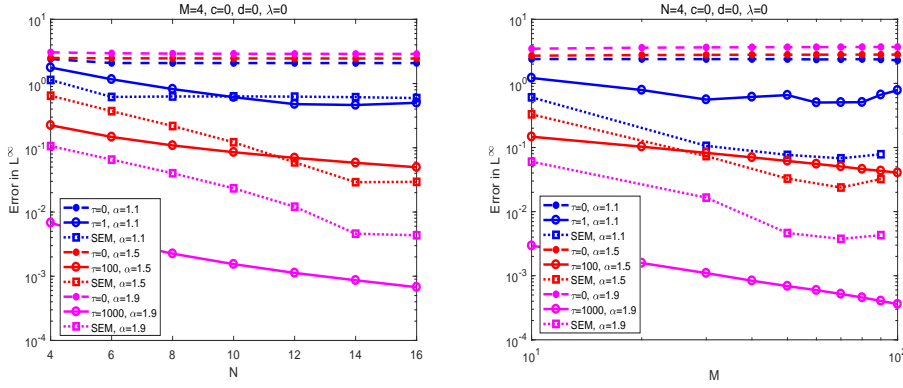 M=4, c=0, d=0, λ=0
10^1
10^0
10^-1
10^-2
10^-3
10^-4
Error in L^∞
τ=0, α=1.1
τ=1, α=1.1
SEM, α=1.1
τ=0, α=1.5
τ=100, α=1.5
SEM, α=1.5
τ=0, α=1.9
τ=1000, α=1.9
SEM, α=1.9
4 6 8 10 12 14 16
N
N=4, c=0, d=0, λ=0
10^1
10^0
10^-1
10^-2
10^-3
10^-4
Error in L^∞
τ=0, α=1.1
τ=1, α=1.1
SEM, α=1.1
τ=0, α=1.5
τ=100, α=1.5
SEM, α=1.5
τ=0, α=1.9
τ=1000, α=1.9
SEM, α=1.9
10^1 10^2
M